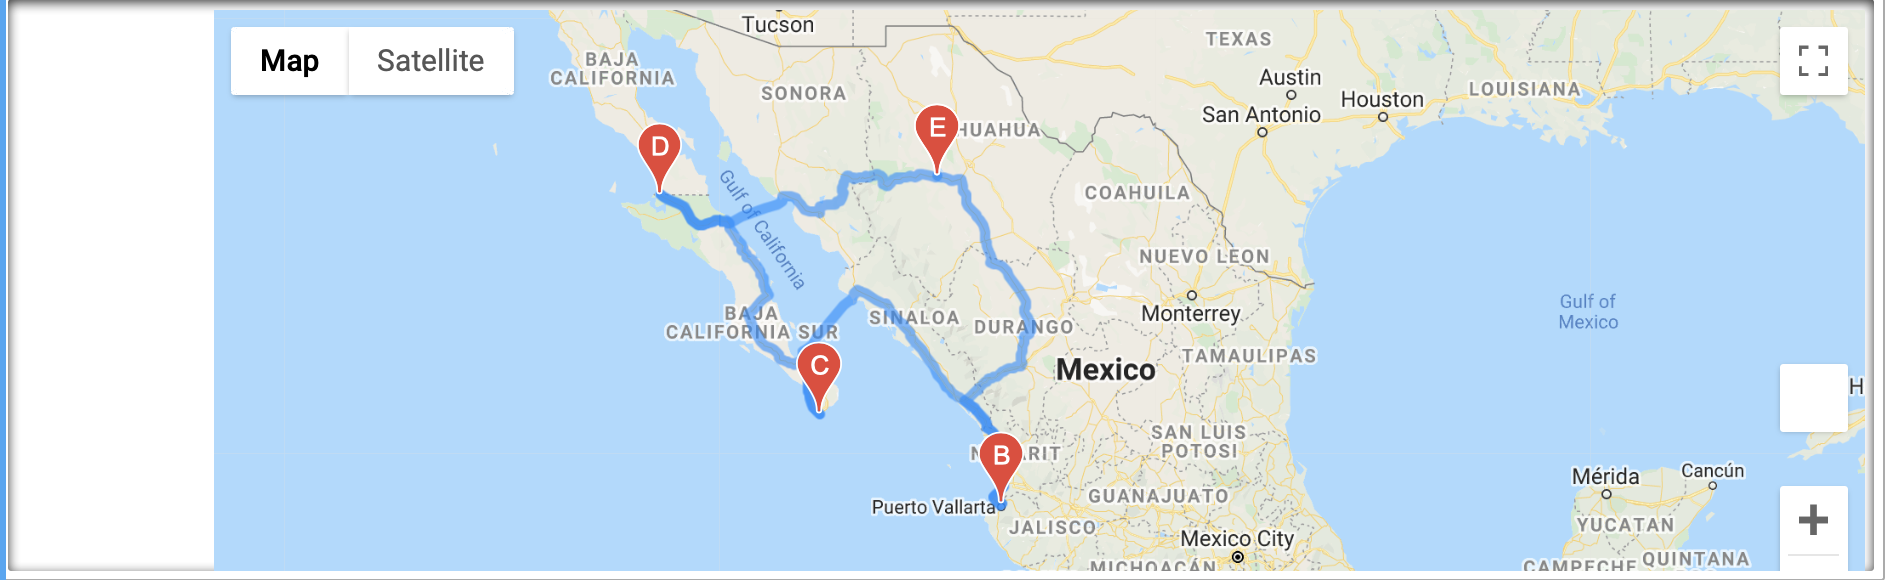 Tucson
TEXAS
BAJA
CALIFORNIA
Map
Satellite
SONORA
Austin
LOUISIANA
Houston
San Antonio
E
HUAHUA
D
COAHUILA
Gulf of California
NUEVO LEON
Gulf of
Mexico
Monterrey
BAJA
CALIFORNIA SUR
SINALOA
DURANGO
TAMAULIPAS
C
Mexico
H
SAN LUIS
POTOSI
B
N
RIT
Mérida
Cancún
GUANAJUATO
Puerto Vallarta
JALISCO
YUCATAN
Mexico City
MICHOACÁN
CAMPECHE
QUINTANA
+